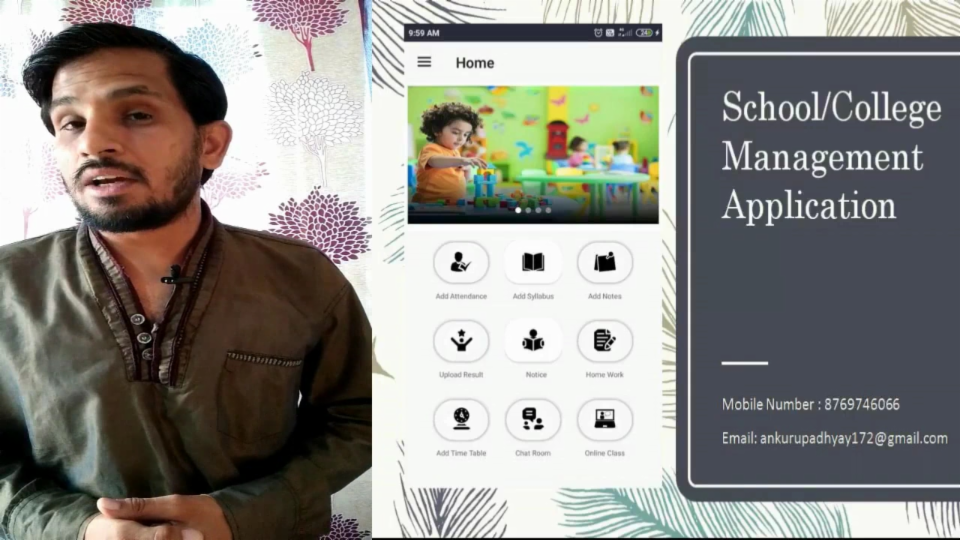 9:59 AM
Home
Add Attendance
Add Syllabus
Add Notes
Upload Result
Notice
Home Work
Add Time Table
Chat Room
Online Class
School/College
Management
Application
Mobile Number : 8769746066
Email: ankurupadhyay172@gmail.com